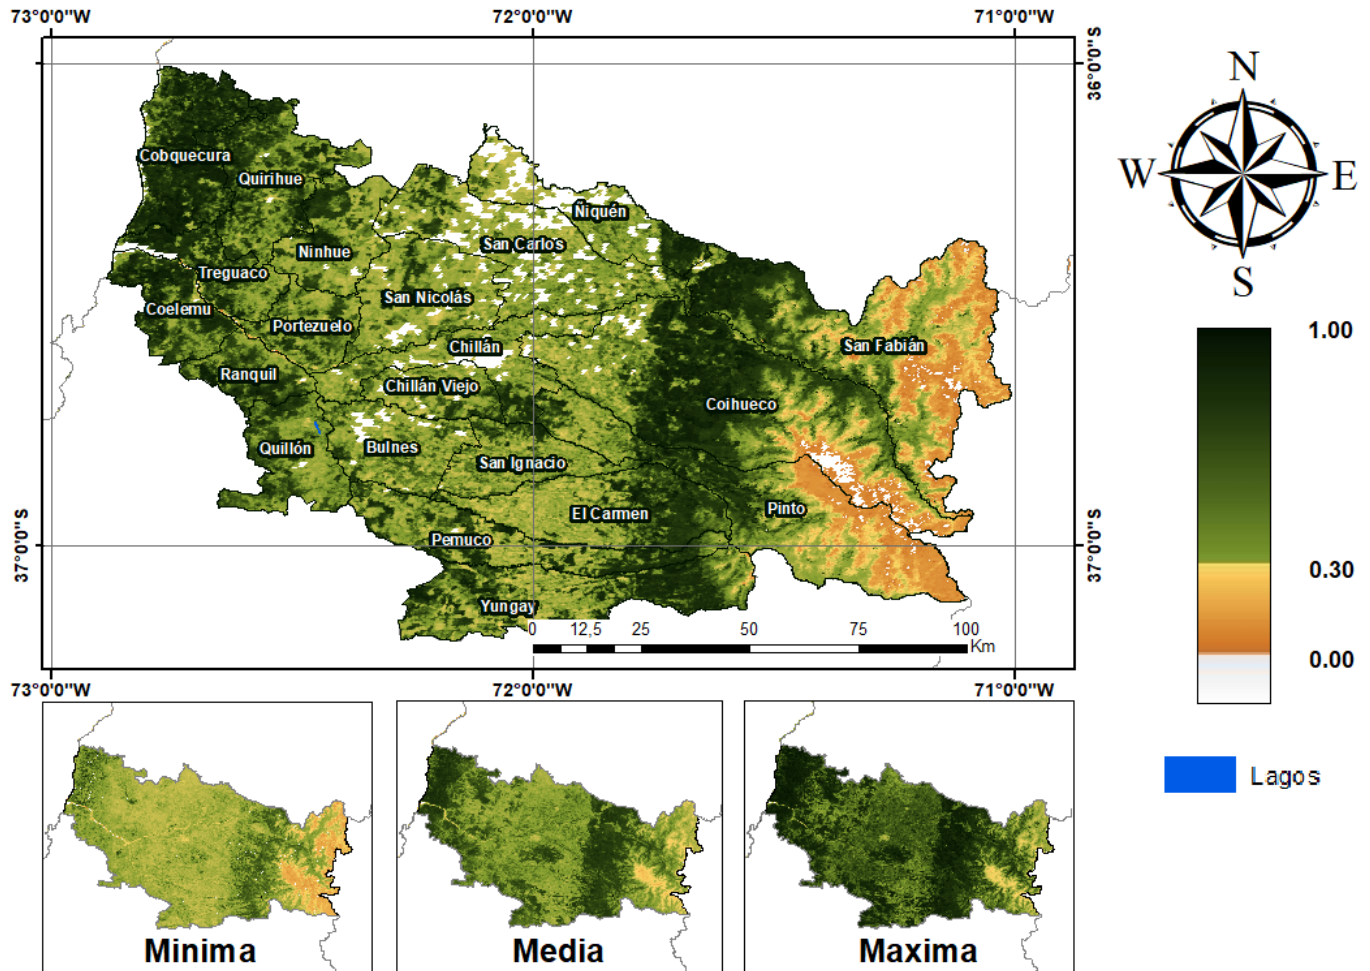 73°0'0"W
72°0'0"W
71°0'0"W
36°0'0"S
N
W
E
S
Cobquecura
Quirihue
Ñiquén
Ninhue
San Carlos
Treguaco
San Nicolás
Coelemu
Portezuelo
Chillán
San Fabián
Ranquil
Chillán Viejo
Coihueco
Quillón
Bulnes
San Ignacio
El Carmen
Pinto
Pemuco
Yungay
37°0'0"S
37°0'0"S
0 12,5 25 50 75 100
Km
73°0'0"W
72°0'0"W
71°0'0"W
1.00
0.30
0.00
Lagos
Minima
Media
Maxima